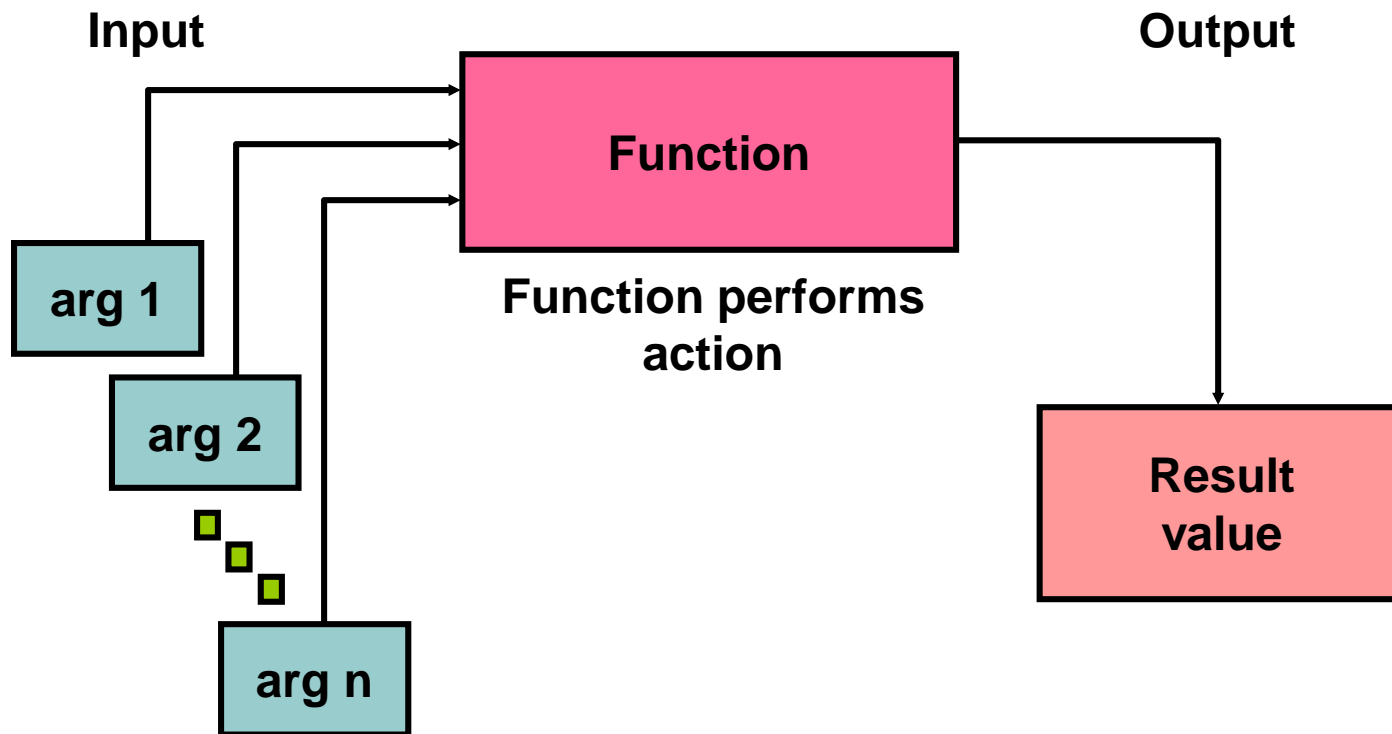 Input
Output
Function
arg 1
Function performs
action
arg 2
Result
value
arg n